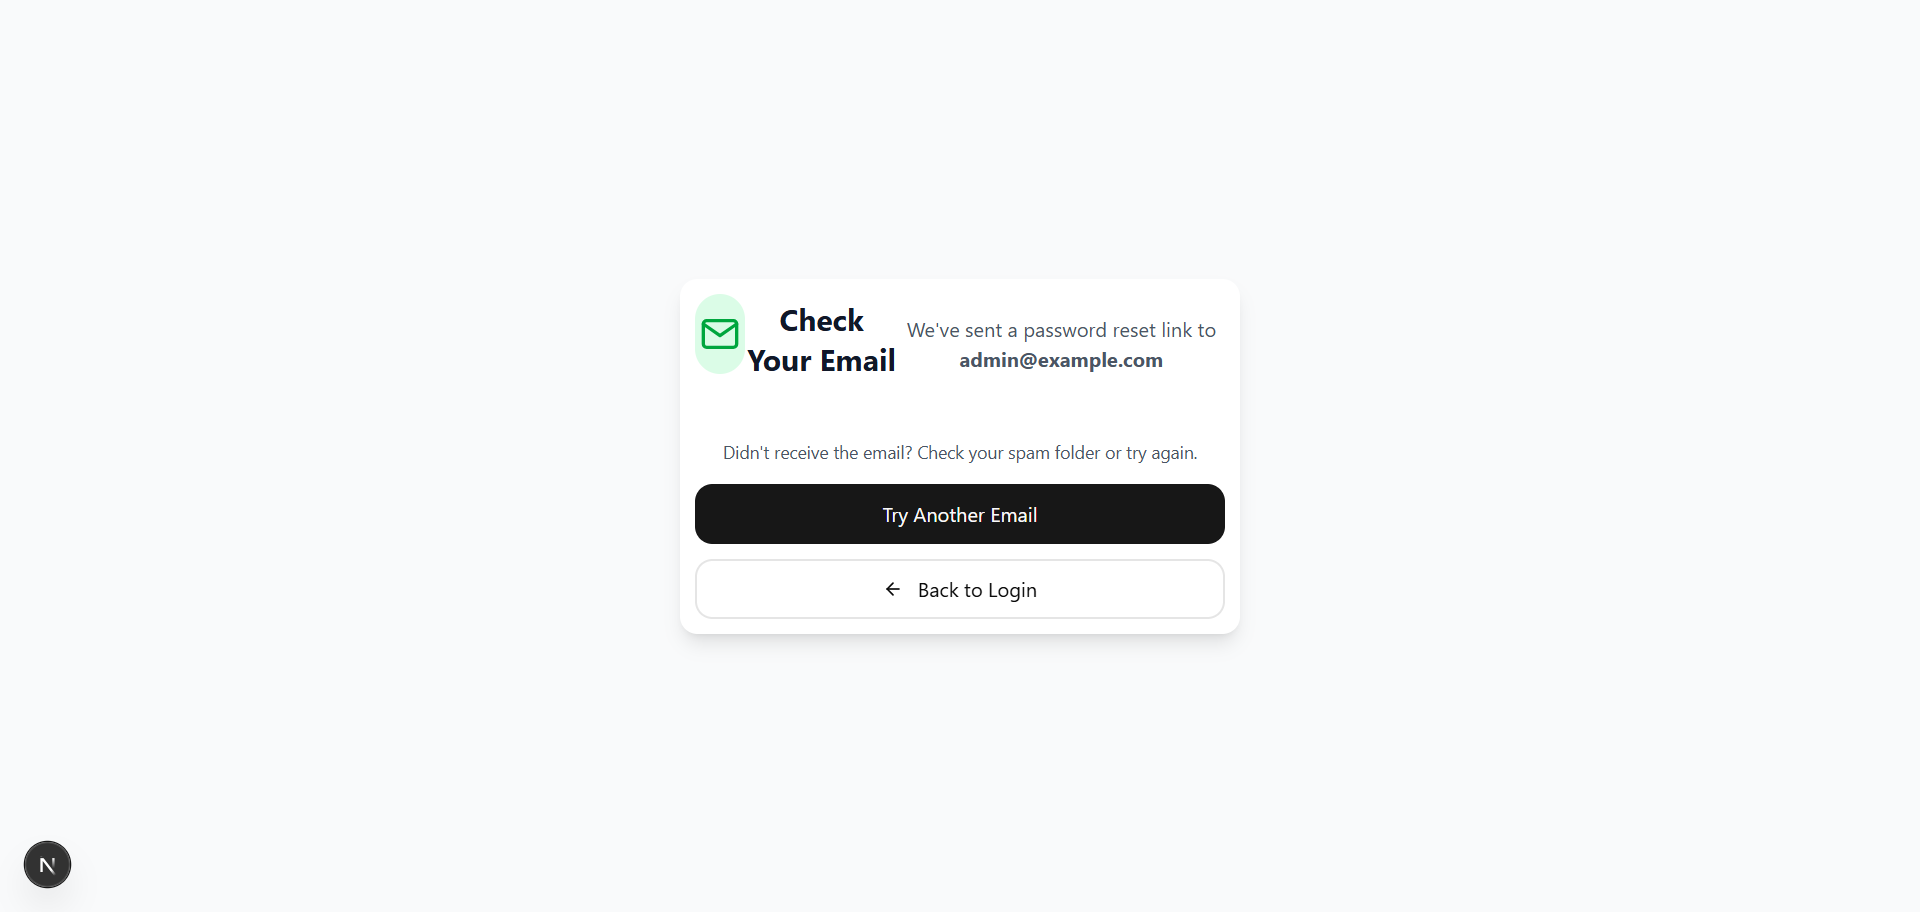 Check
Your Email
We've sent a password reset link to
admin@example.com
Didn't receive the email? Check your spam folder or try again.
Try Another Email
Back to Login
N